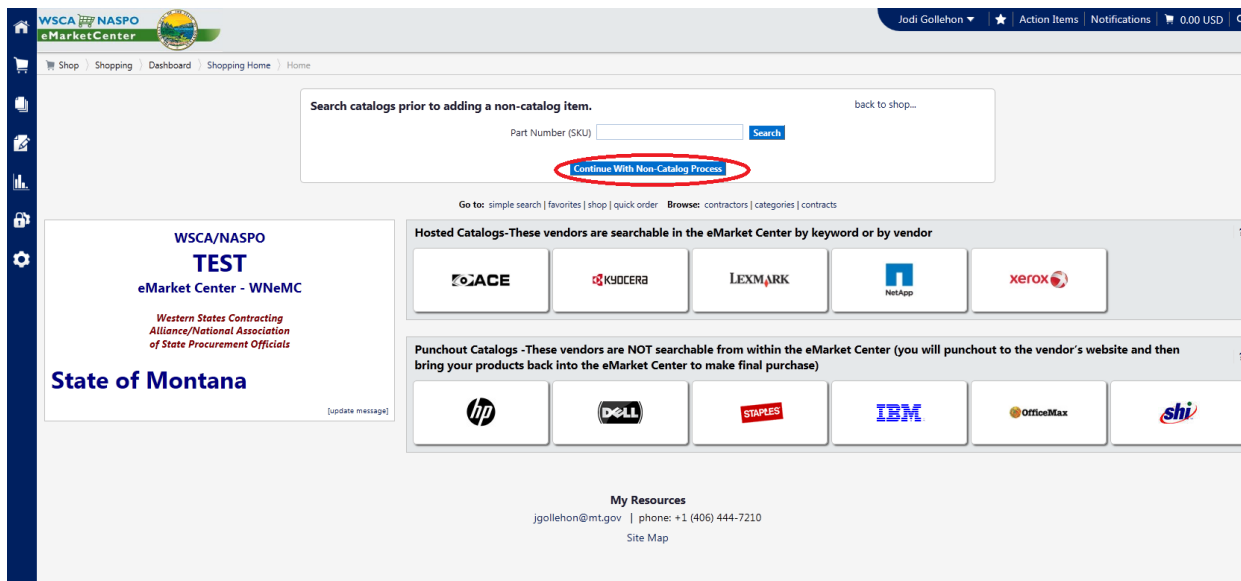 WSCA NASPO
eMarketCenter
Jodi Gollehon
Action Items
Notifications
0.00 USD
Shop
Shopping
Dashboard
Shopping Home
Home
Search catalogs prior to adding a non-catalog item.
back to shop...
Part Number (SKU)
Search
Continue With Non-Catalog Process
Go to: simple search | favorites | shop | quick order Browse: contractors | categories | contracts
WSCA/NASPO
TEST
eMarket Center - WNeMC
Western States Contracting
Alliance/National Association
of State Procurement Officials
State of Montana
[update message]
Hosted Catalogs-These vendors are searchable in the eMarket Center by keyword or by vendor
ACE
KYOCERA
LEXMARK
NetApp
xerox
Punchout Catalogs -These vendors are NOT searchable from within the eMarket Center (you will punchout to the vendor's website and then
bring your products back into the eMarket Center to make final purchase)
hp
DELL
STAPLES
IBM
OfficeMax
shi
My Resources
jgollehon@mt.gov | phone: +1 (406) 444-7210
Site Map